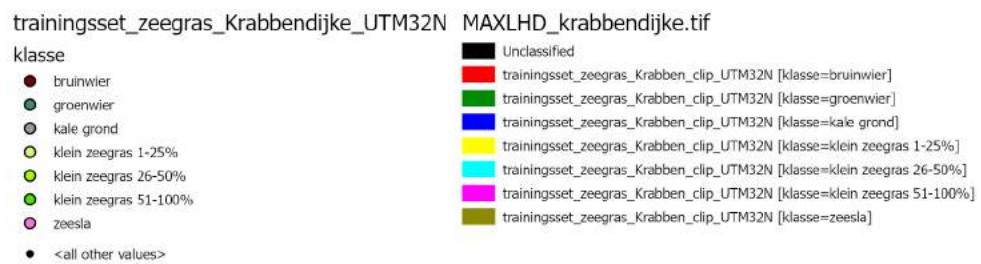 trainingsset_zeegras_Krabbendijke_UTM32N
klasse
bruinwier
groenwier
kale grond
klein zeegras 1-25%
klein zeegras 26-50%
klein zeegras 51-100%
zeesla
<all other values>
MAXLHD_krabbendijke.tif
Unclassified
trainingsset_zeegras_Krabben_clip_UTM32N [klasse=bruinwier]
trainingsset_zeegras_Krabben_clip_UTM32N [klasse=groenwier]
trainingsset_zeegras_Krabben_clip_UTM32N [klasse=kale grond]
trainingsset_zeegras_Krabben_clip_UTM32N [klasse=klein zeegras 1-25%]
trainingsset_zeegras_Krabben_clip_UTM32N [klasse=klein zeegras 26-50%]
trainingsset_zeegras_Krabben_clip_UTM32N [klasse=klein zeegras 51-100%]
trainingsset_zeegras_Krabben_clip_UTM32N [klasse=zeesla]